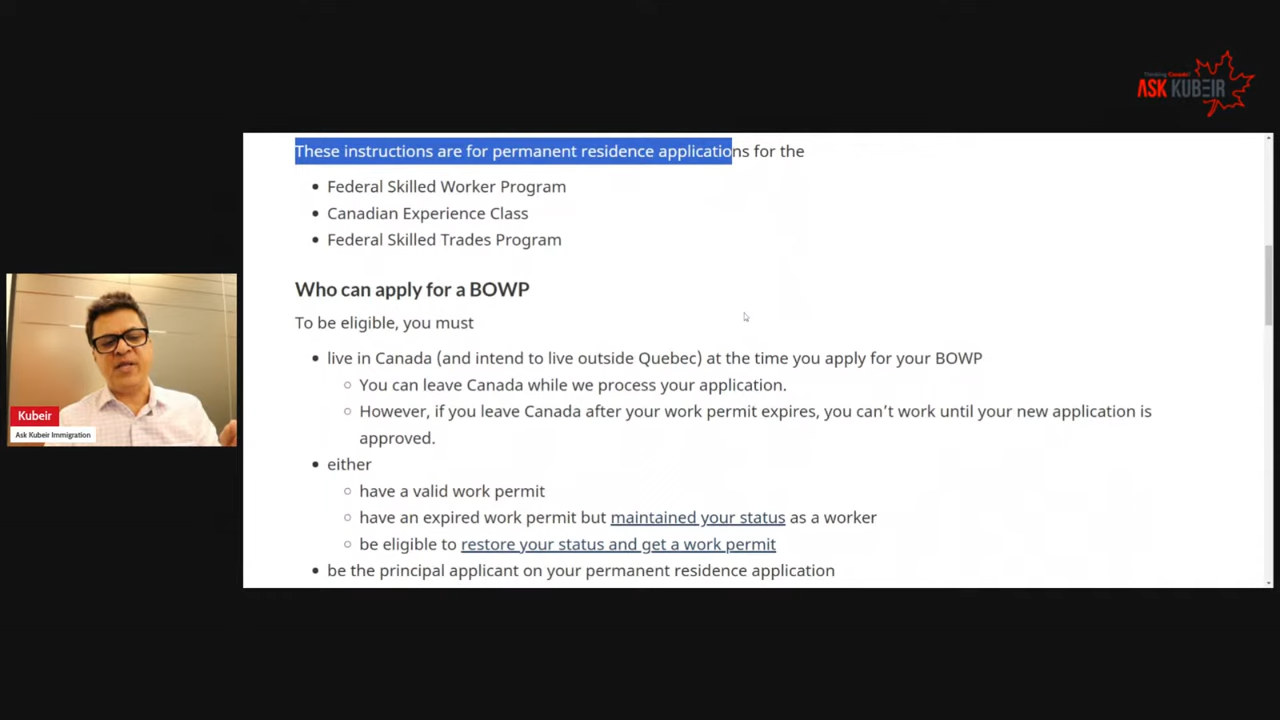 Thinking Canada?
ASK KUBEIR
These instructions are for permanent residence applications for the
• Federal Skilled Worker Program
• Canadian Experience Class
• Federal Skilled Trades Program
Who can apply for a BOWP
To be eligible, you must
• live in Canada (and intend to live outside Quebec) at the time you apply for your BOWP
○ You can leave Canada while we process your application.
○ However, if you leave Canada after your work permit expires, you can’t work until your new application is
approved.
• either
○ have a valid work permit
○ have an expired work permit but maintained your status as a worker
○ be eligible to restore your status and get a work permit
• be the principal applicant on your permanent residence application
Kubeir
Ask Kubeir Immigration